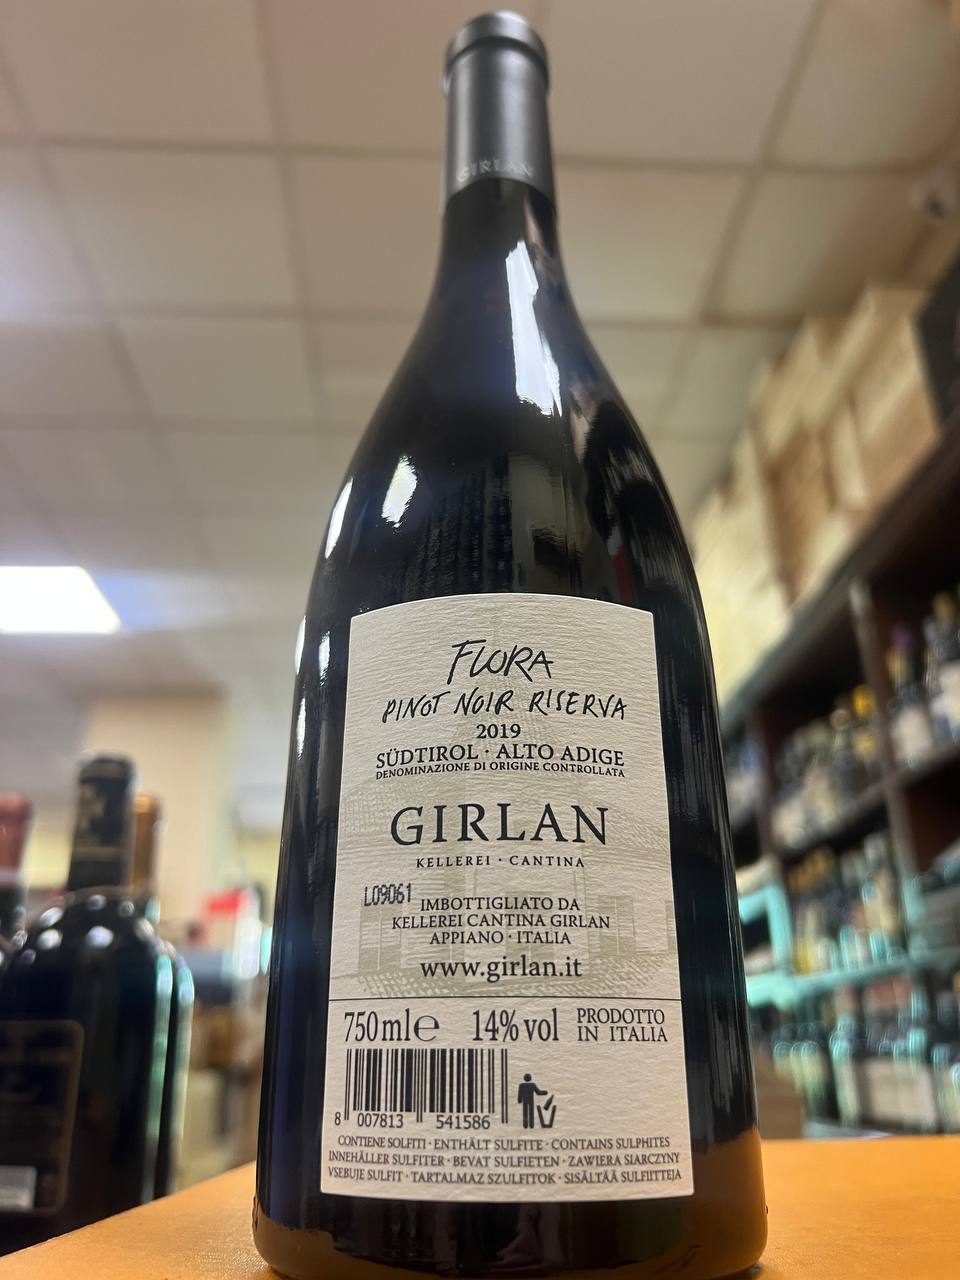 GIRLAN
FLORA
PINOT NOIR RISERVA
2019
SÜDTIROL · ALTO ADIGE
DENOMINAZIONE DI ORIGINE CONTROLLATA
GIRLAN
KELLEREI · CANTINA
L09061
IMBOTTIGLIATO DA
KELLEREI CANTINA GIRLAN
APPIANO · ITALIA
www.girlan.it
750 ml e 14% vol PRODOTTO
IN ITALIA
8 007813 541586
CONTIENE SOLFITI · ENTHÄLT SULFITE · CONTAINS SULPHITES
INNEHÅLLER SULFITER · BEVAT SULFIETEN · ZAWIERA SIARCZYNY
VSEBUJE SULFIT · TARTALMAZ SZULFITOK · SISÄLTÄÄ SULFIITTEJA